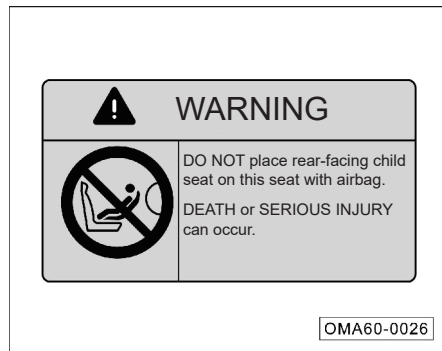 WARNING
DO NOT place rear-facing child
seat on this seat with airbag.
DEATH or SERIOUS INJURY
can occur.
OMA60-0026